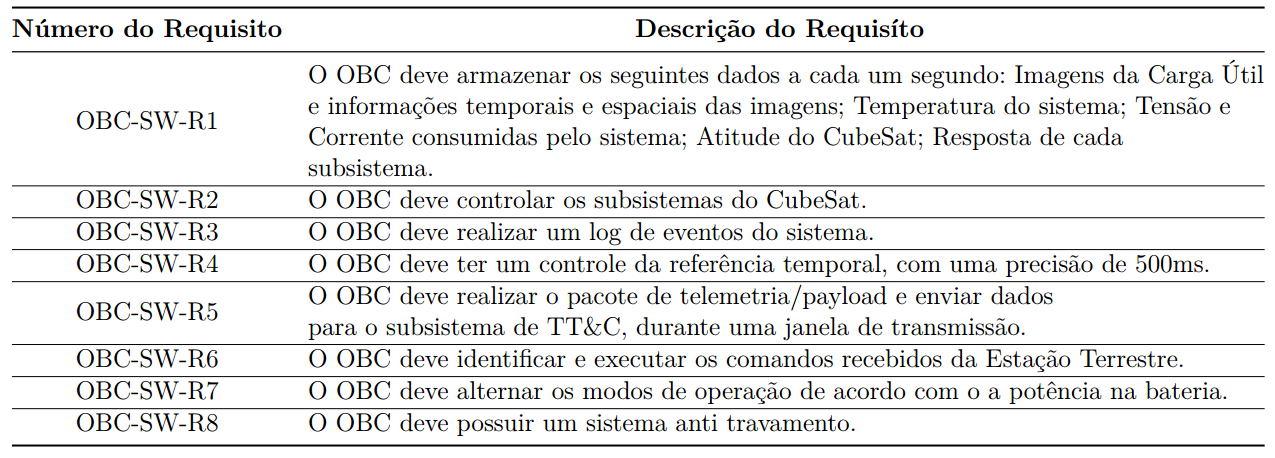 Número do Requisito Descrição do Requisíto
O OBC deve armazenar os seguintes dados a cada um segundo: Imagens da Carga Útil
e informações temporais e espaciais das imagens; Temperatura do sistema; Tensão e
OBC-SW-R1
Corrente consumidas pelo sistema; Atitude do CubeSat; Resposta de cada
subsistema.
OBC-SW-R2 O OBC deve controlar os subsistemas do CubeSat.
OBC-SW-R3 O OBC deve realizar um log de eventos do sistema.
OBC-SW-R4 O OBC deve ter um controle da referência temporal, com uma precisão de 500ms.
OBC-SW-R5 O OBC deve realizar o pacote de telemetria/payload e enviar dados
para o subsistema de TT&C, durante uma janela de transmissão.
OBC-SW-R6 O OBC deve identificar e executar os comandos recebidos da Estação Terrestre.
OBC-SW-R7 O OBC deve alternar os modos de operação de acordo com o a potência na bateria.
OBC-SW-R8 O OBC deve possuir um sistema anti travamento.